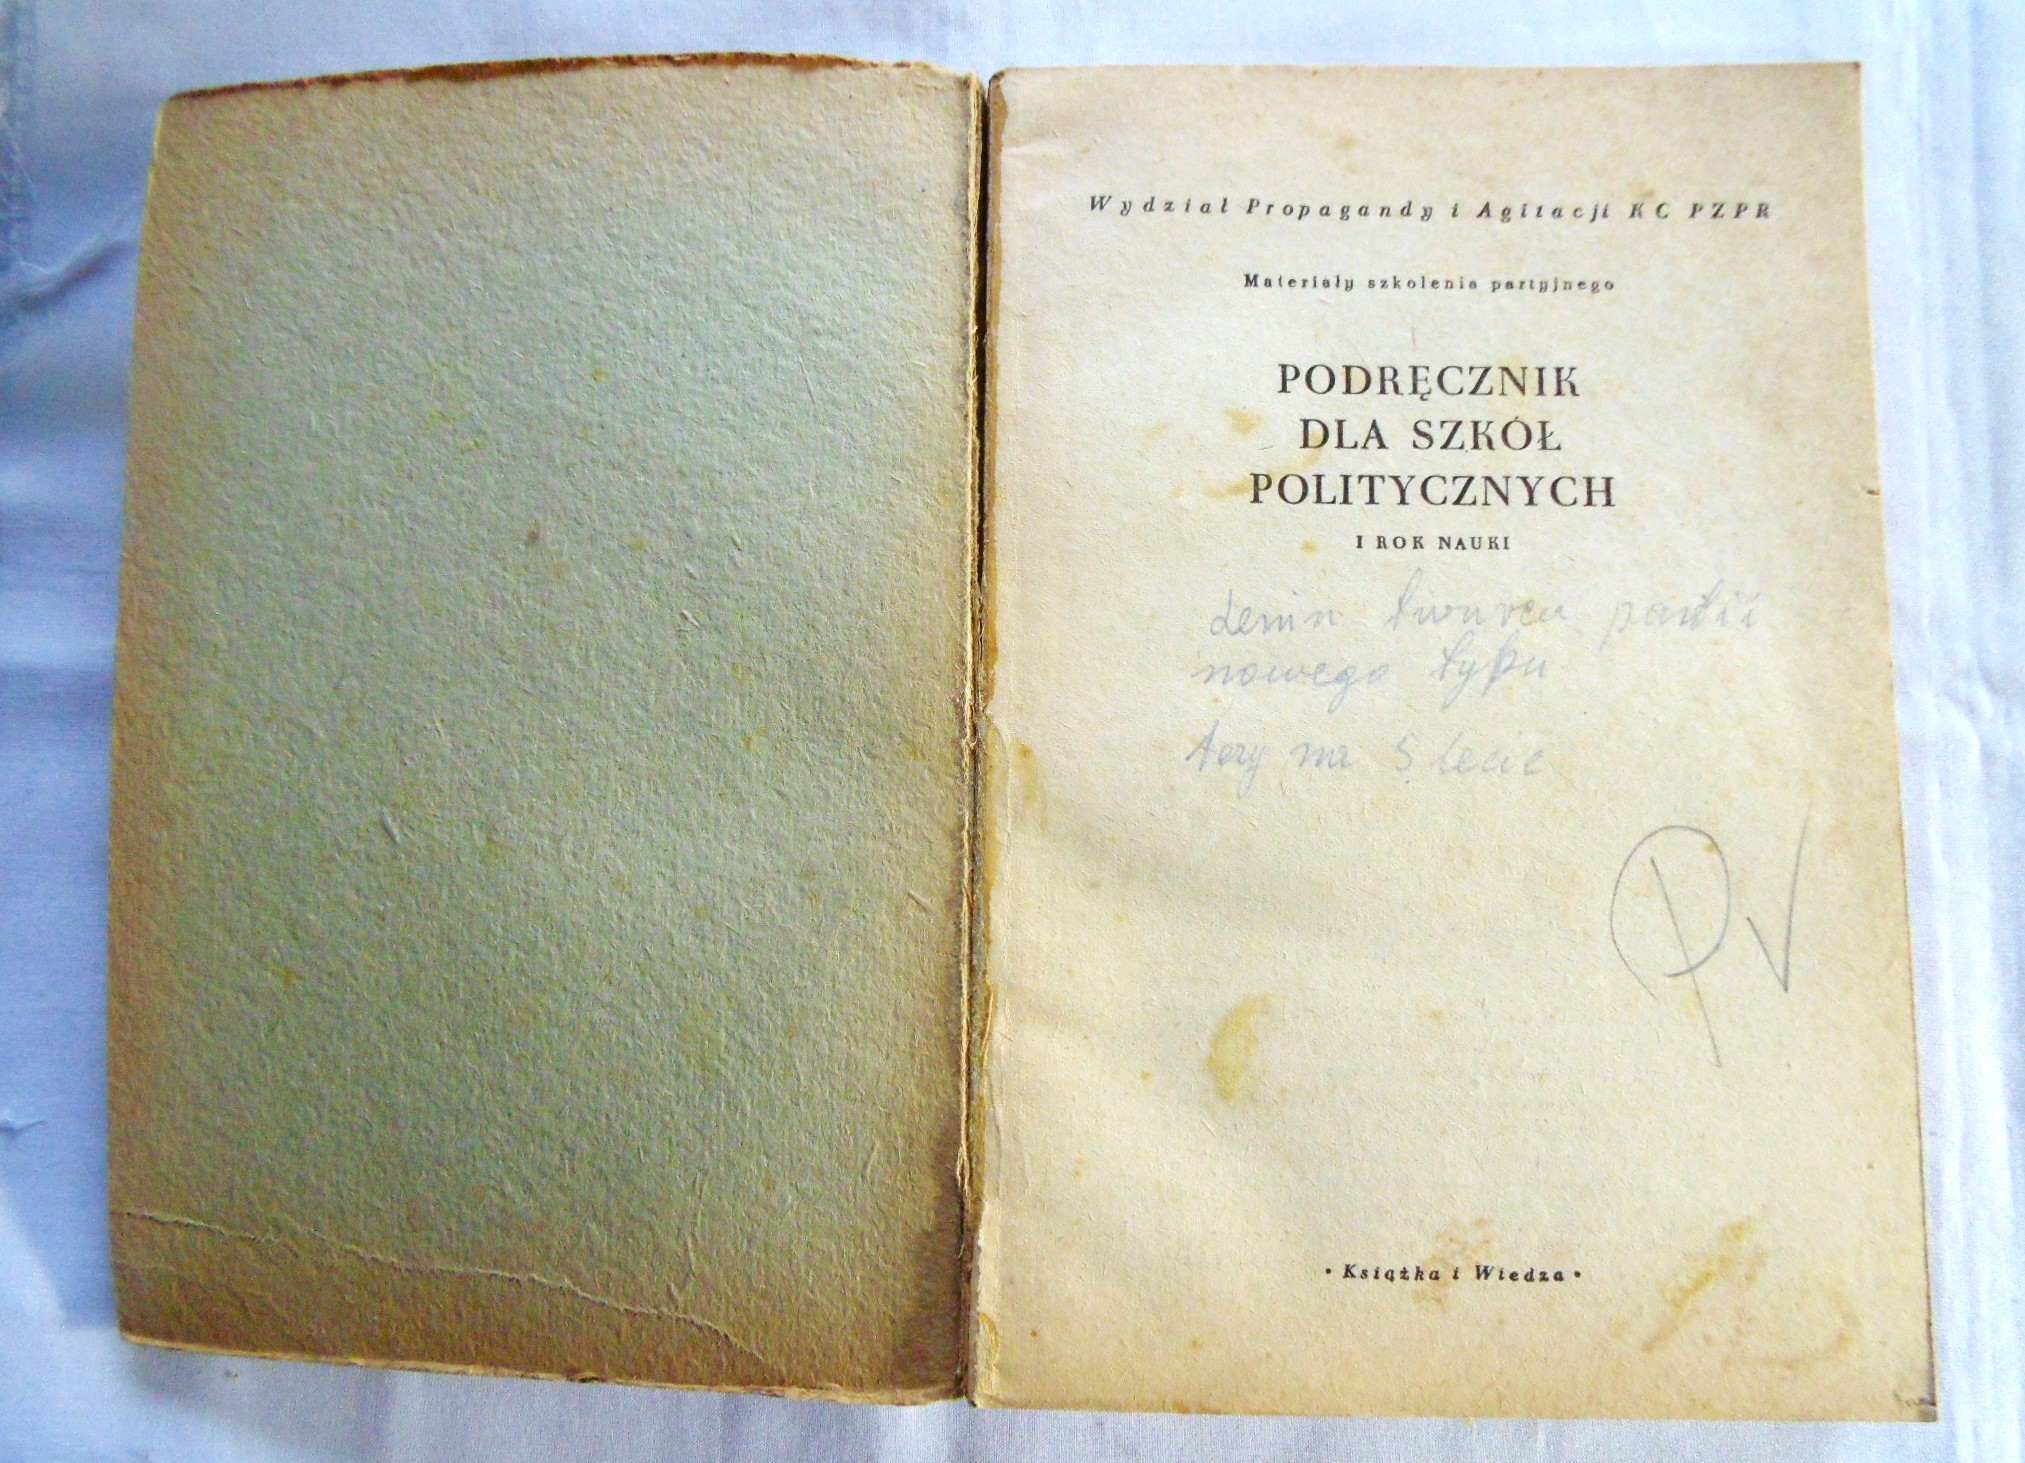 Wydział Propagandy i Agitacji KC PZPR
Materiały szkolenia partyjnego
PODRĘCZNIK
DLA SZKÓŁ
POLITYCZNYCH
I ROK NAUKI
Lenin twurca partii
nowego typu
tezy na 5 lecie
• Książka i Wiedza •